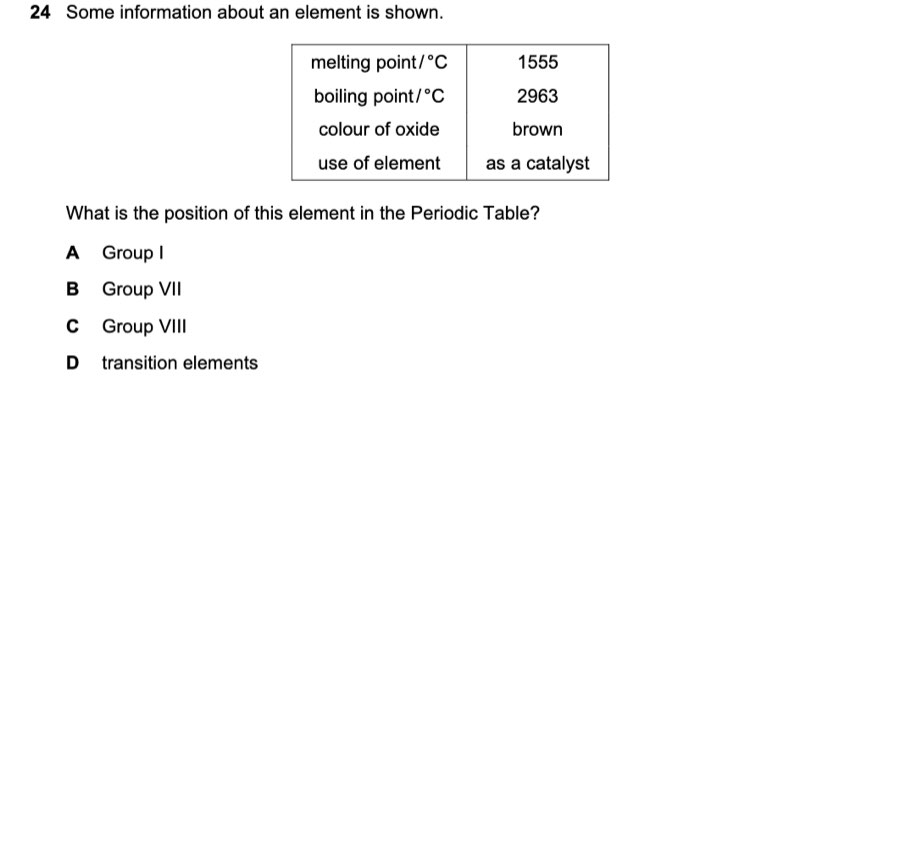 24 Some information about an element is shown.
melting point / °C 1555
boiling point / °C 2963
colour of oxide brown
use of element as a catalyst
What is the position of this element in the Periodic Table?
A Group I
B Group VII
C Group VIII
D transition elements